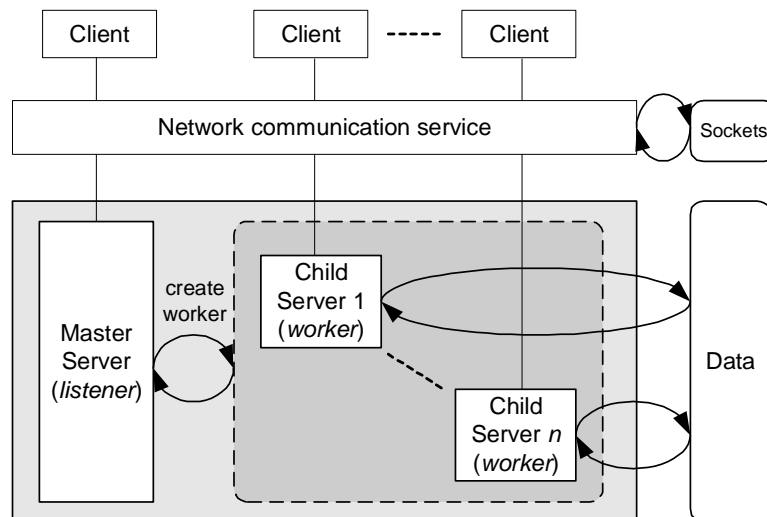 Client
Client
Client
Network communication service
Sockets
create
worker
Master
Server
(listener)
Child
Server 1
(worker)
Child
Server n
(worker)
Data